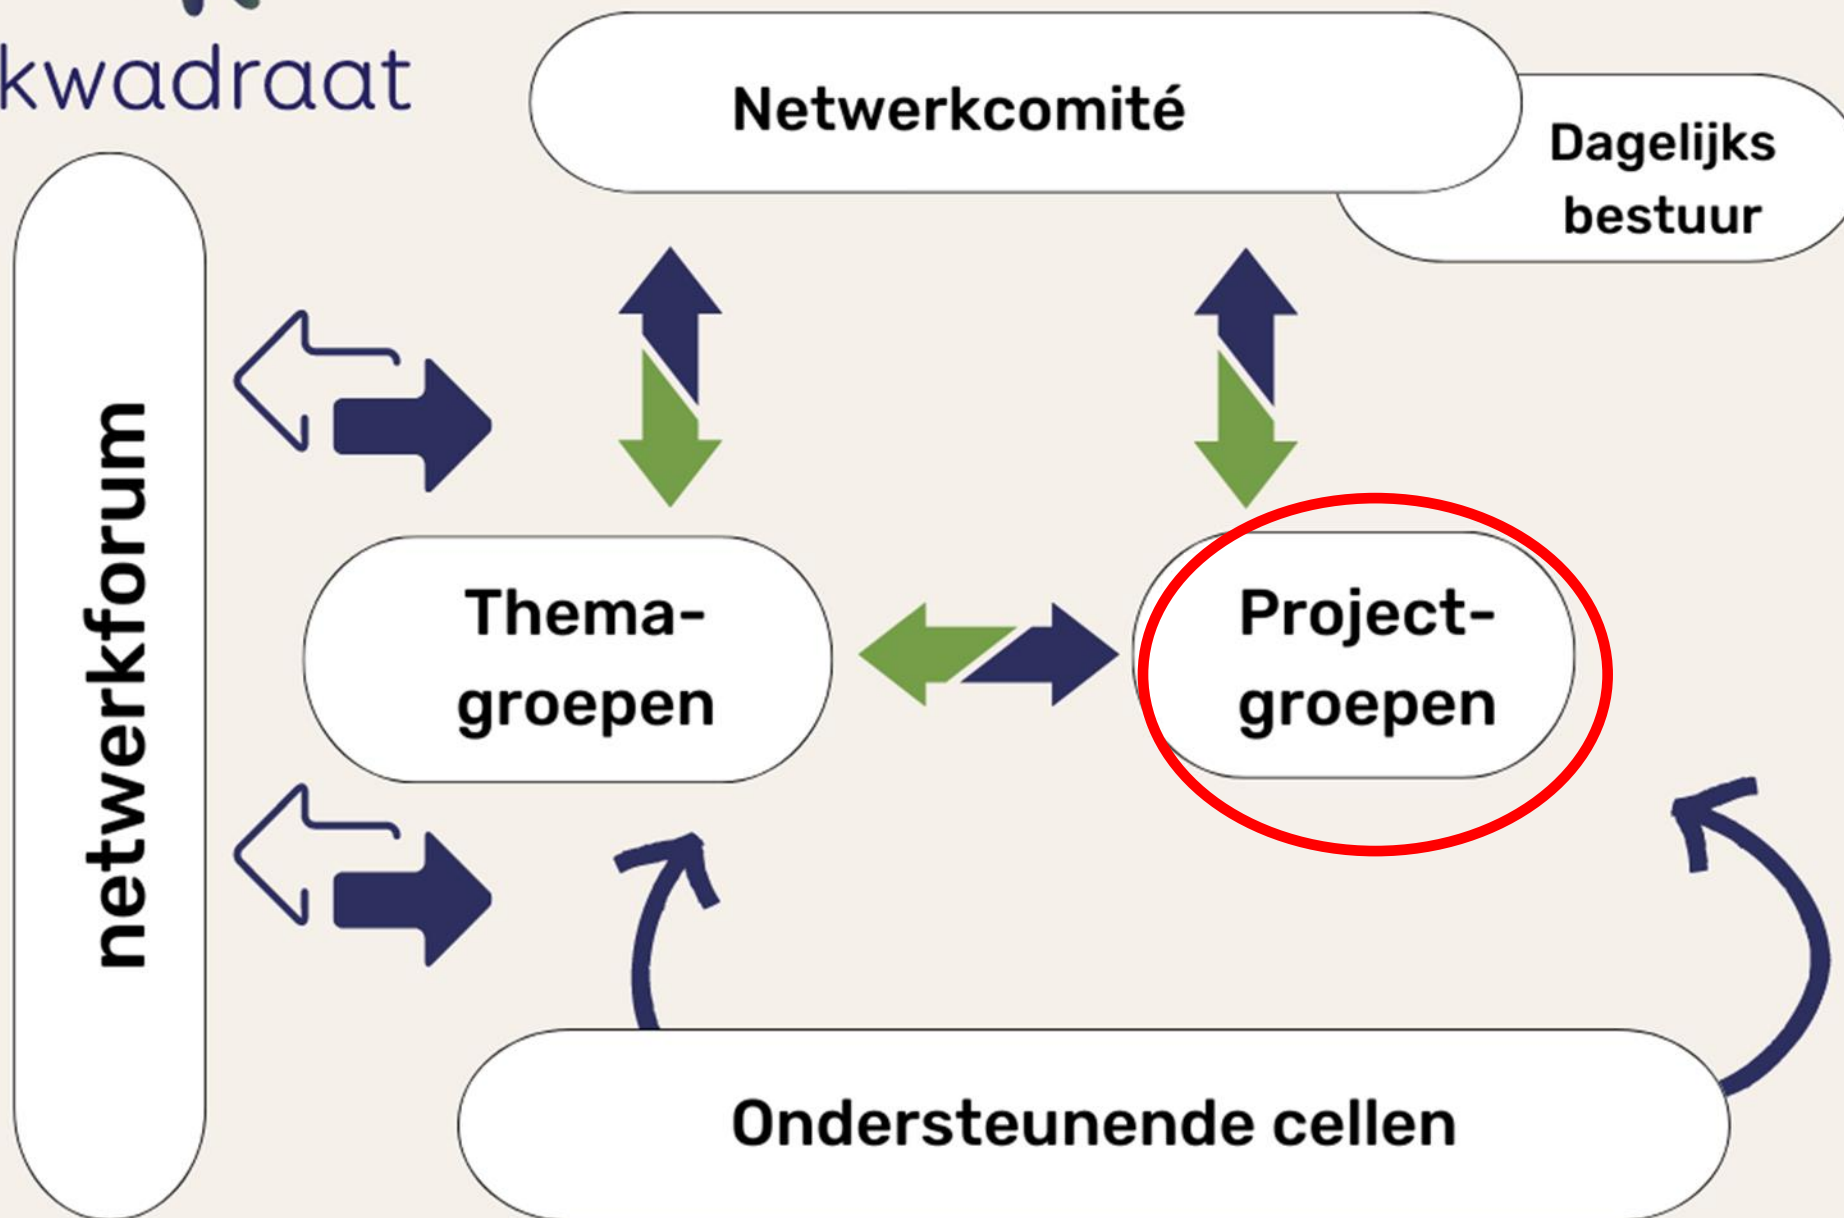 kwadraat
Netwerkcomité
Dagelijks
bestuur
netwerkforum
Thema-
groepen
Project-
groepen
Ondersteunende cellen